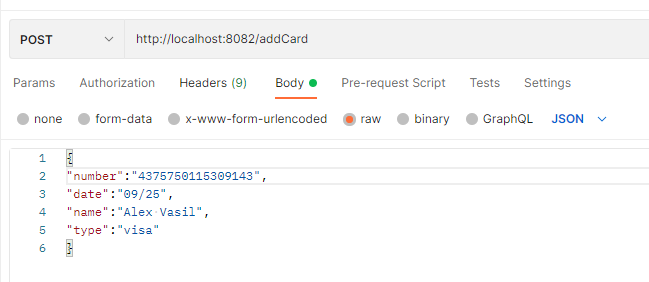 POST http://localhost:8082/addCard
Params Authorization Headers (9) Body Pre-request Script Tests Settings
none form-data x-www-form-urlencoded raw binary GraphQL JSON
1 {
2 "number":"4375750115309143",
3 "date":"09/25",
4 "name":"Alex Vasil",
5 "type":"visa"
6 }